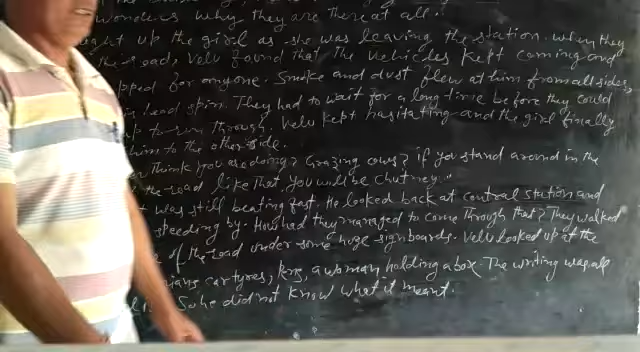 wonders why they are there at all.
ght up the girl as she was leaving the station. when they
the road, Velu found that the vehicles kept coming and
pped for anyone. Smoke and dust flew at him from all sides,
head spin. They had to wait for a long time before they could
to run through. Velu kept hesitating and the girl finally
him to the other side.
Think you are doing? Grazing cows? if you stand around in the
the road like that, you will be chutney."
was still beating fast. He looked back at central station and
speeding by. How had they managed to come through that? They walked
e of the road under some huge signboards. Velu looked up at the
car tyres, a woman holding a box. The writing was all
So he did not know what it meant.